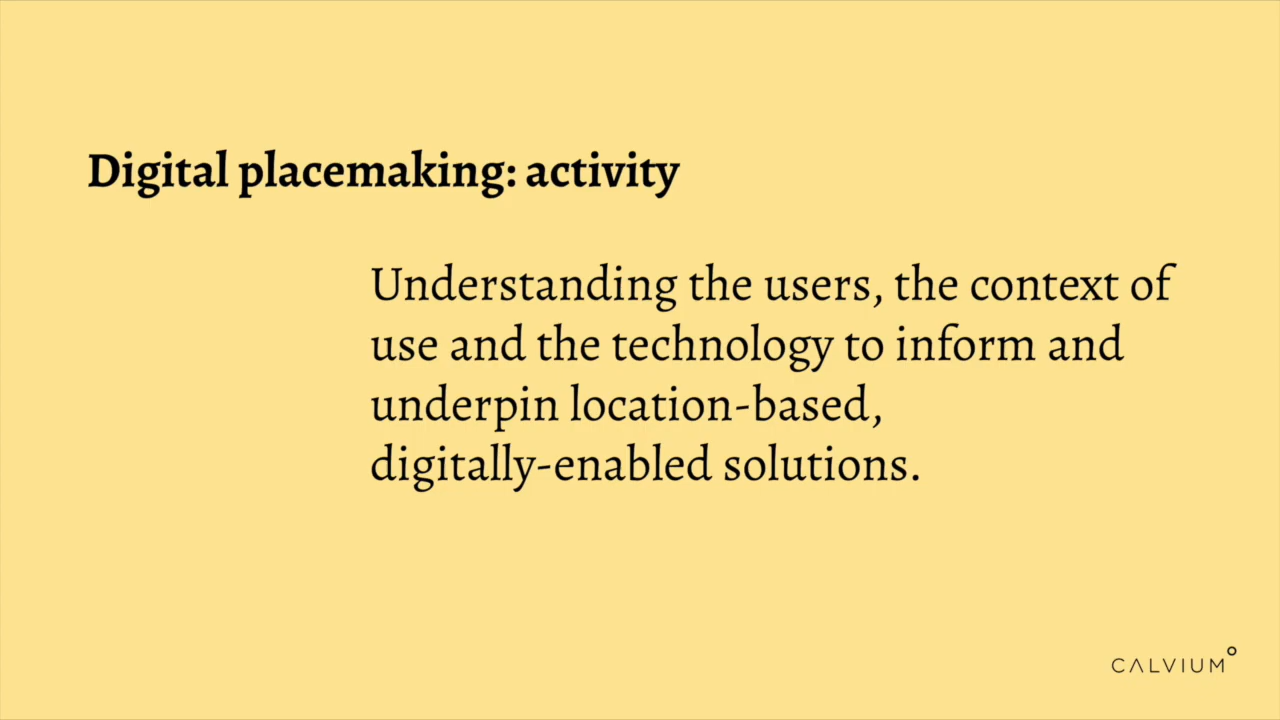 Digital placemaking: activity
Understanding the users, the context of
use and the technology to inform and
underpin location-based,
digitally-enabled solutions.
CALVIUM